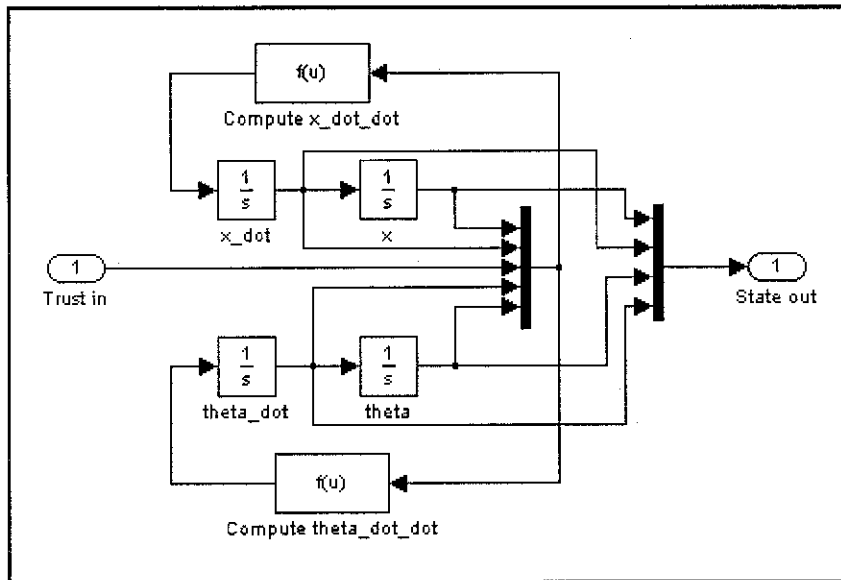 f(u)
Compute x_dot_dot
1
s
x_dot
1
s
x
1
Trust in
1
State out
1
s
theta_dot
1
s
theta
f(u)
Compute theta_dot_dot